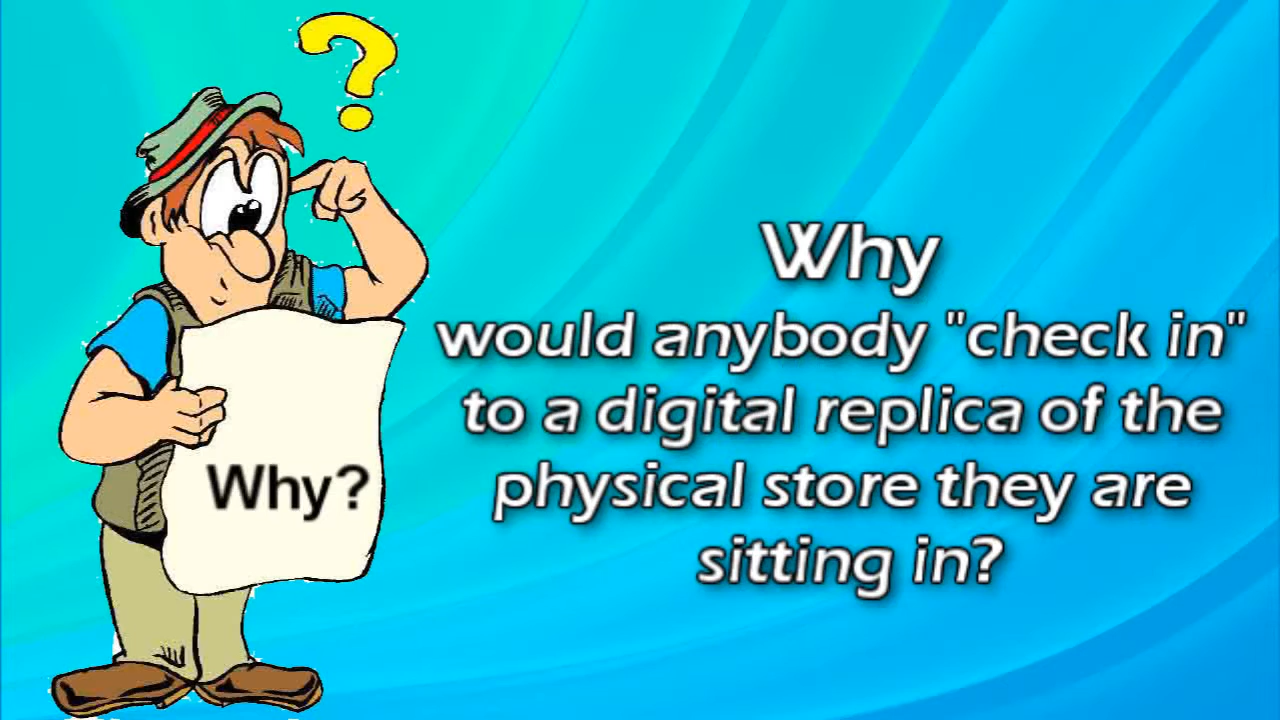 Why
would anybody "check in"
to a digital replica of the
physical store they are
sitting in?
Why?